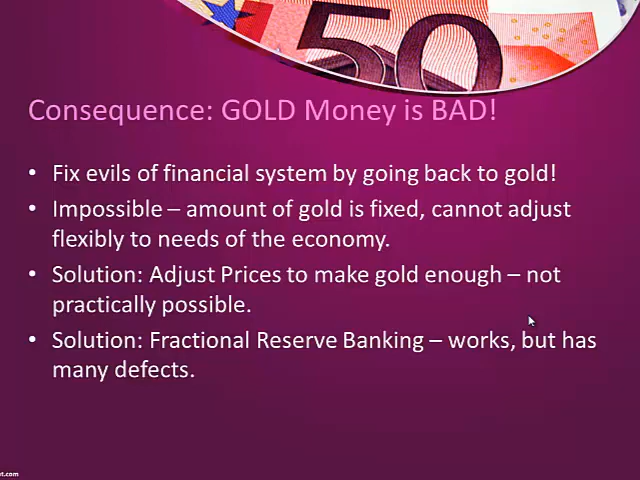 50
Consequence: GOLD Money is BAD!
• Fix evils of financial system by going back to gold!
• Impossible – amount of gold is fixed, cannot adjust
flexibly to needs of the economy.
• Solution: Adjust Prices to make gold enough – not
practically possible.
• Solution: Fractional Reserve Banking – works, but has
many defects.
t.com